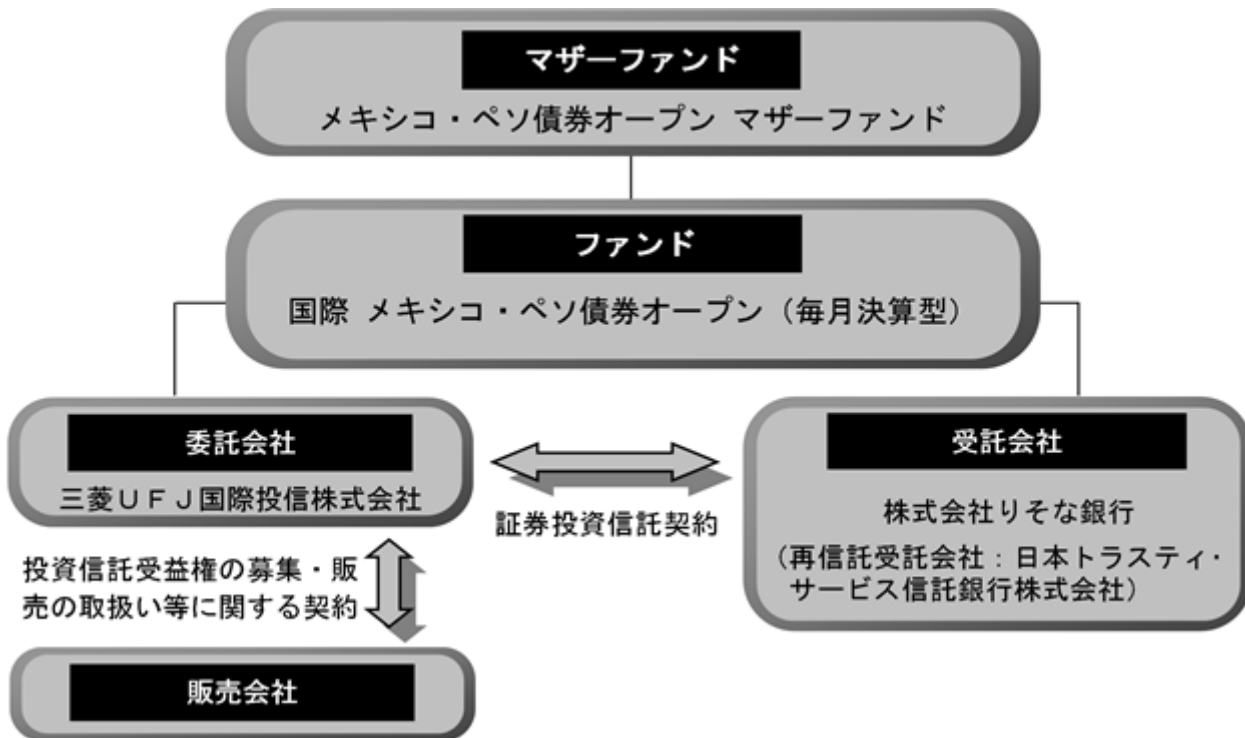 マザーファンド
メキシコ・ペソ債券オープン マザーファンド
ファンド
国際 メキシコ・ペソ債券オープン（毎月決算型）
委託会社
三菱ＵＦＪ国際投信株式会社
証券投資信託契約
受託会社
株式会社りそな銀行
（再信託受託会社：日本トラスティ・
サービス信託銀行株式会社）
投資信託受益権の募集・販
売の取扱い等に関する契約
販売会社